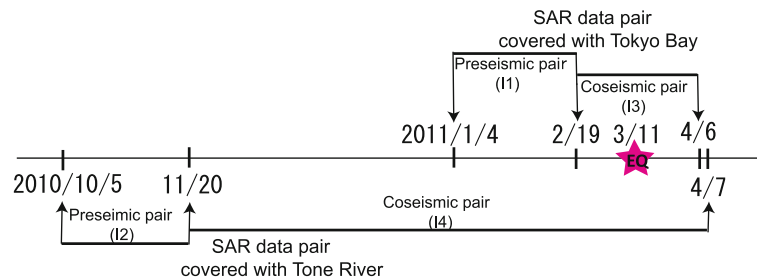 SAR data pair
covered with Tokyo Bay
Preseismic pair
(I1)
Coseismic pair
(I3)
2011/1/4
2/19
3/11
4/6
EQ
2010/10/5
11/20
4/7
Preseimic pair
(I2)
Coseismic pair
(I4)
SAR data pair
covered with Tone River